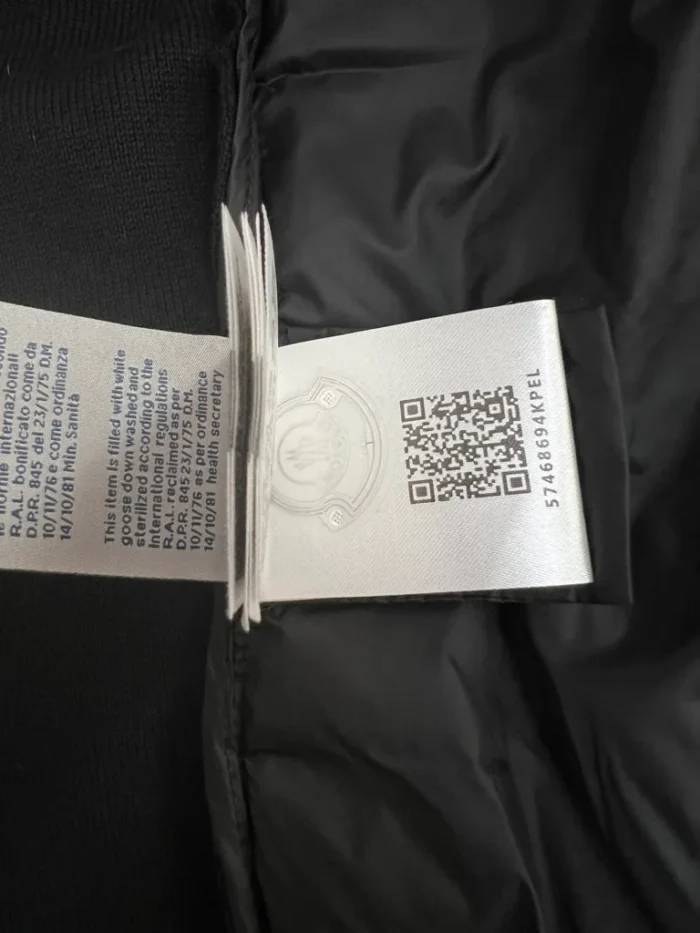 le norme internazionali
R.A.L. bonificato come da
D.P.R. 845 del 23/1/75 D.M.
10/11/76 e come ordinanza
14/10/81 Min. Sanità
This item is filled with white
goose down washed and
sterilized according to the
international regulations
R.A.L. reclaimed as per
D.P.R. 845 23/1/75 D.M.
10/11/76 as per ordinance
14/10/81 health secretary
57468694KPEL